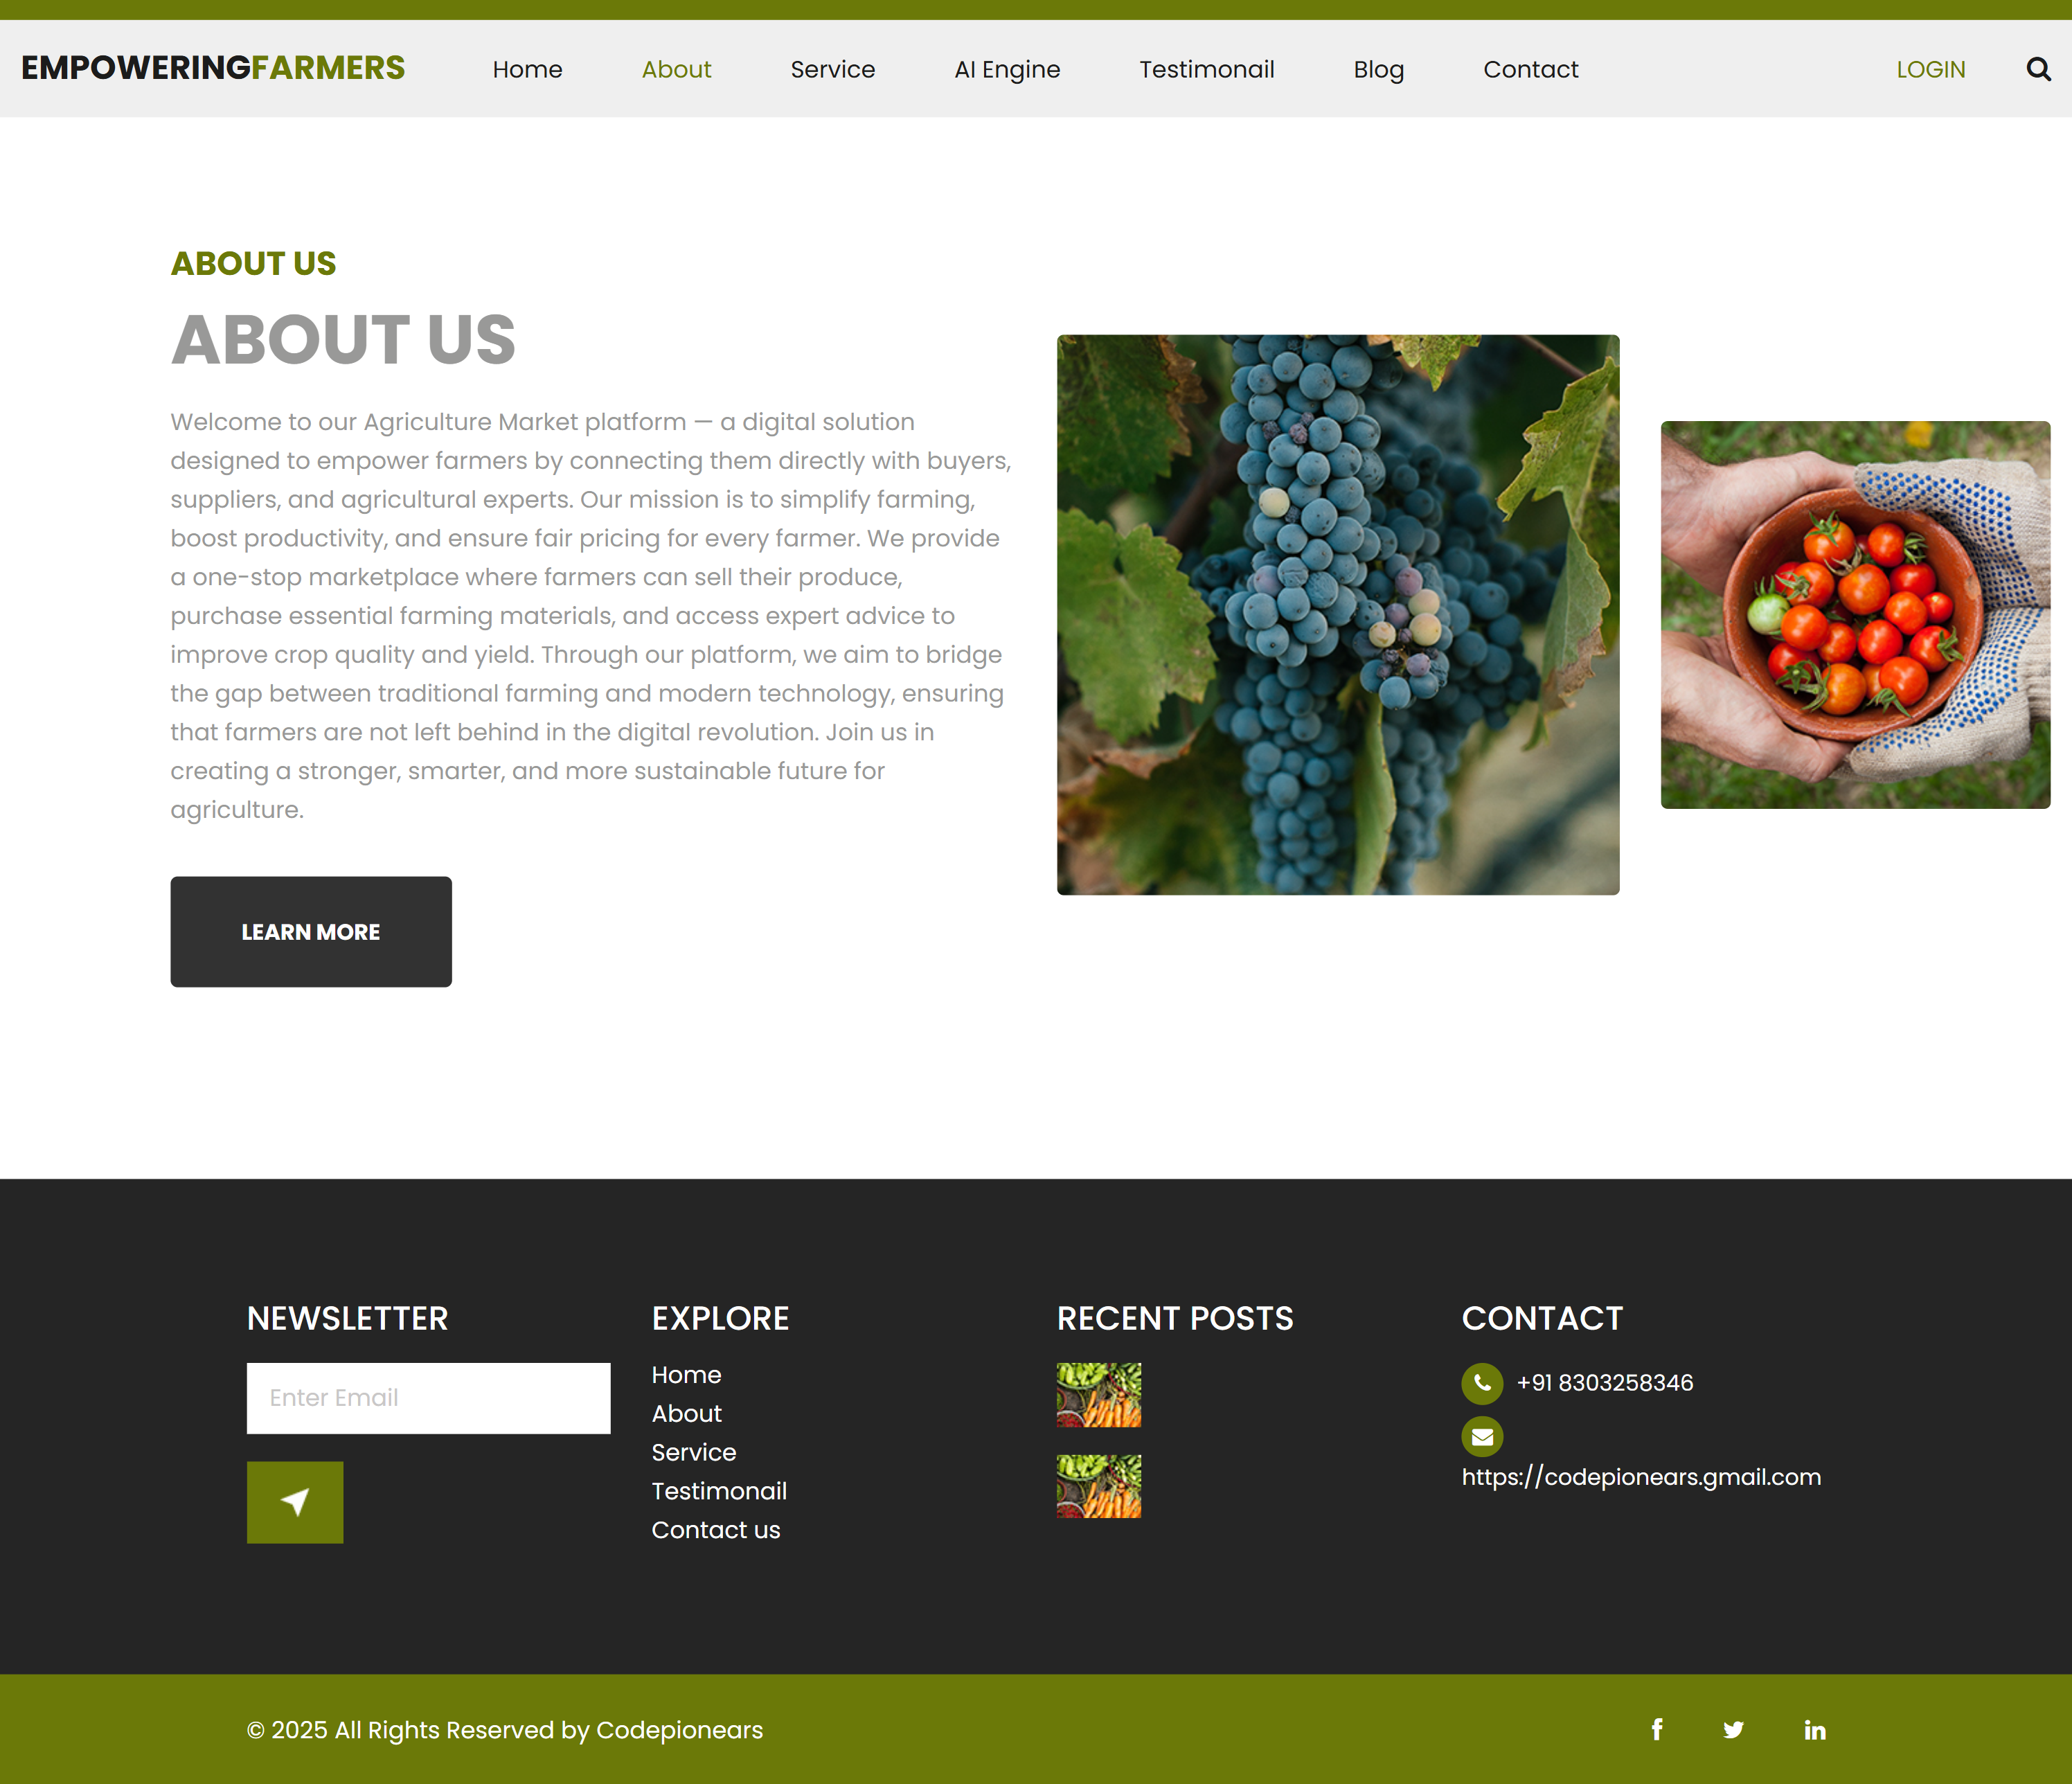 EMPOWERINGFARMERS
Home
About
Service
AI Engine
Testimonail
Blog
Contact
LOGIN
ABOUT US
ABOUT US
Welcome to our Agriculture Market platform — a digital solution
designed to empower farmers by connecting them directly with buyers,
suppliers, and agricultural experts. Our mission is to simplify farming,
boost productivity, and ensure fair pricing for every farmer. We provide
a one-stop marketplace where farmers can sell their produce,
purchase essential farming materials, and access expert advice to
improve crop quality and yield. Through our platform, we aim to bridge
the gap between traditional farming and modern technology, ensuring
that farmers are not left behind in the digital revolution. Join us in
creating a stronger, smarter, and more sustainable future for
agriculture.
LEARN MORE
NEWSLETTER
Enter Email
EXPLORE
Home
About
Service
Testimonail
Contact us
RECENT POSTS
CONTACT
+91 8303258346
https://codepionears.gmail.com
© 2025 All Rights Reserved by Codepionears